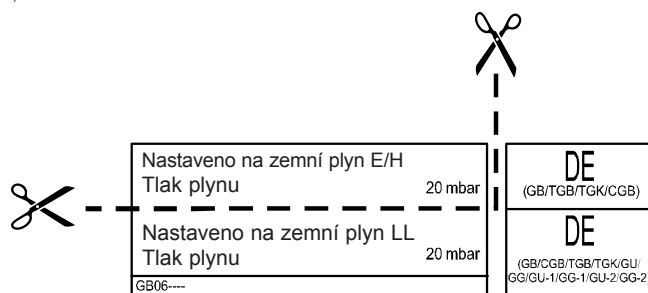 Nastaveno na zemní plyn E/H
Tlak plynu 20 mbar
Nastaveno na zemní plyn LL
Tlak plynu 20 mbar
GB06----
DE
(GB/TGB/TGK/CGB)
DE
(GB/CGB/TGB/TGK/GU/
GG/GU-1/GG-1/GU-2/GG-2)